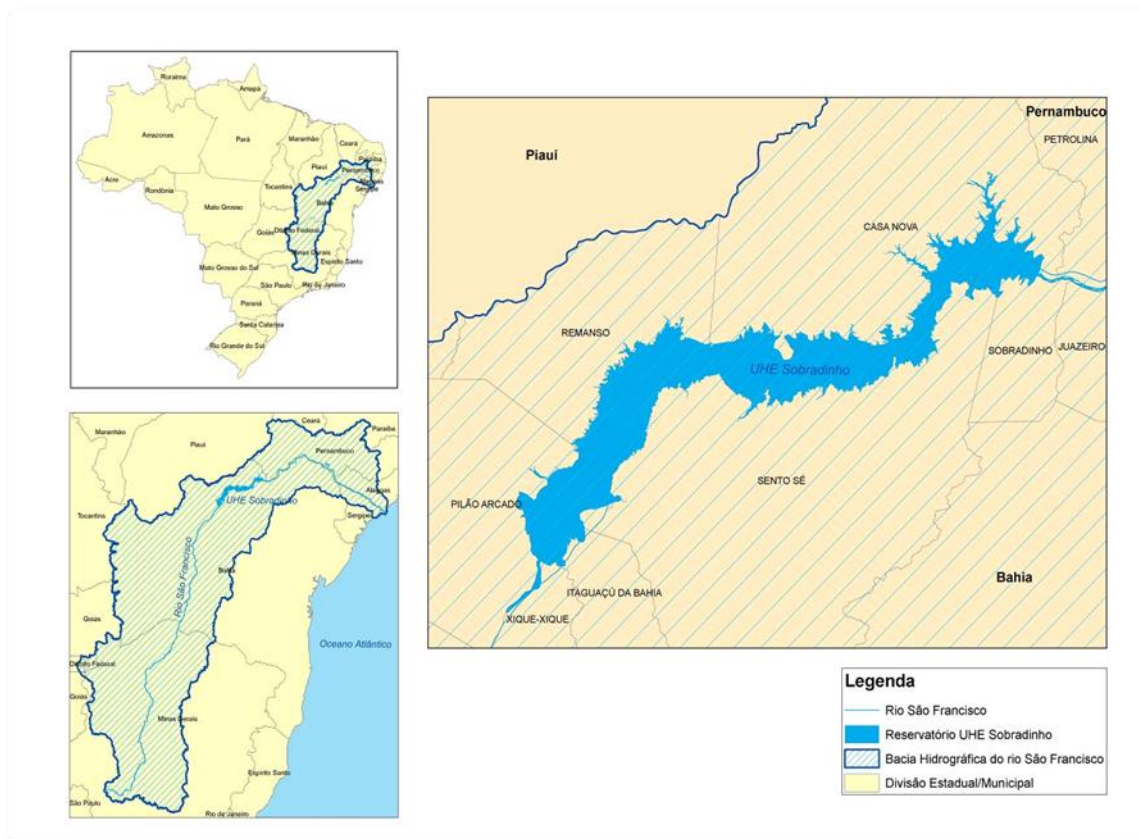 Roraima
Amapá
Amazonas
Pará
Maranhão
Ceará
Paraíba
Piauí
Pernambuco
Alagoas
Sergipe
Acre
Rondônia
Tocantins
Bahia
Mato Grosso
Goiás
Distrito Federal
Minas Gerais
Espírito Santo
Mato Grosso do Sul
São Paulo
Rio de Janeiro
Paraná
Santa Catarina
Rio Grande do Sul
Pernambuco
PETROLINA
Piauí
CASA NOVA
REMANSO
SOBRADINHO
JUAZEIRO
UHE Sobradinho
SENTO SÉ
PILÃO ARCADO
Bahia
ITAGUAÇÚ DA BAHIA
XIQUE-XIQUE
Ceará
Maranhão
Paraíba
Piauí
Pernambuco
Alagoas
UHE Sobradinho
Tocantins
Sergipe
Bahia
Rio São Francisco
Goiás
Oceano Atlântico
Distrito Federal
Goiás
Minas Gerais
Espírito Santo
São Paulo
Rio de Janeiro
Legenda
Rio São Francisco
Reservatório UHE Sobradinho
Bacia Hidrográfica do rio São Francisco
Divisão Estadual/Municipal